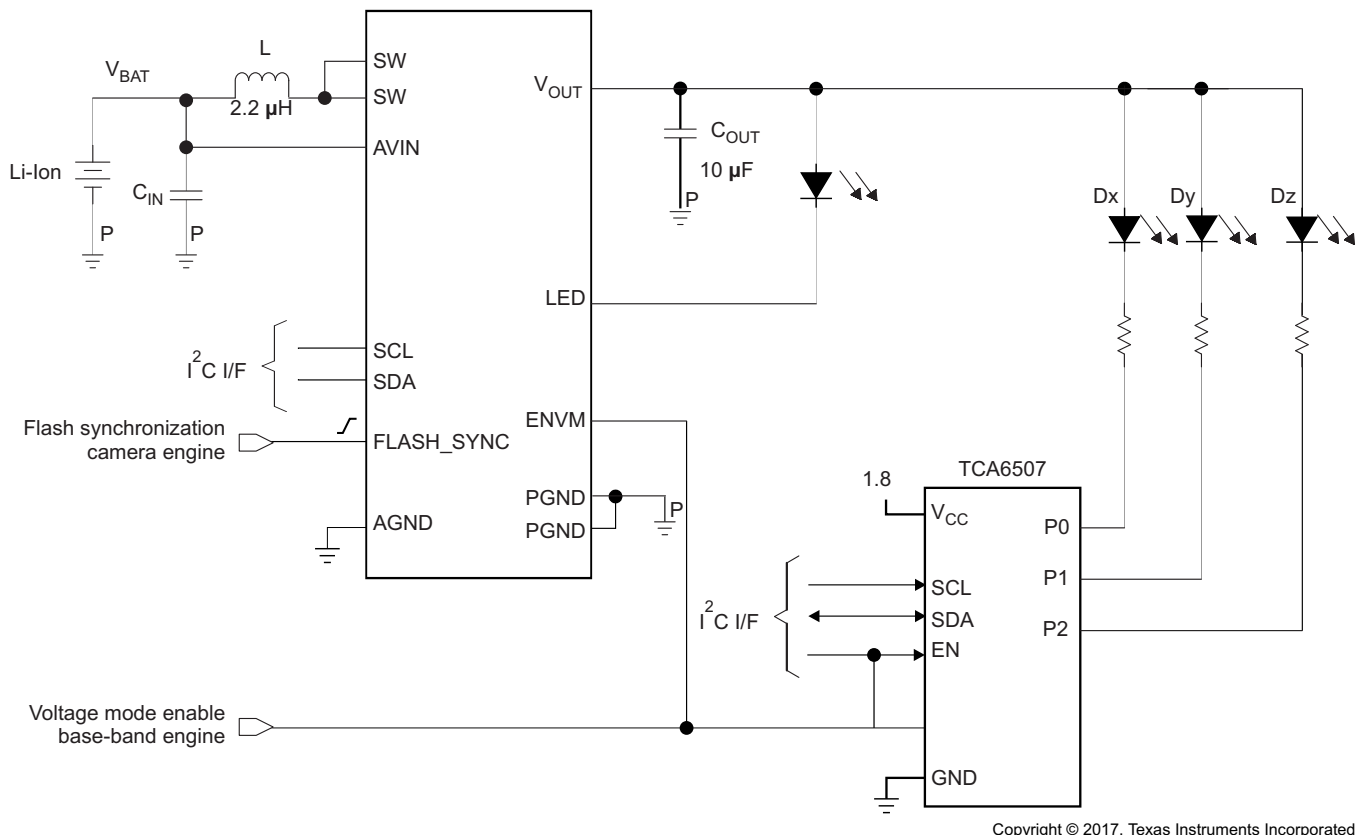 L
V_BAT
2.2 µH
SW
SW
AVIN
Li-Ion
C_IN
P
P
V_OUT
C_OUT
10 µF
P
Dx
Dy
Dz
LED
I²C I/F
SCL
SDA
ENVM
Flash synchronization
camera engine
FLASH_SYNC
PGND
P
PGND
AGND
TCA6507
1.8
V_CC
P0
I²C I/F
SCL
P1
SDA
P2
EN
Voltage mode enable
base-band engine
GND
Copyright © 2017, Texas Instruments Incorporated